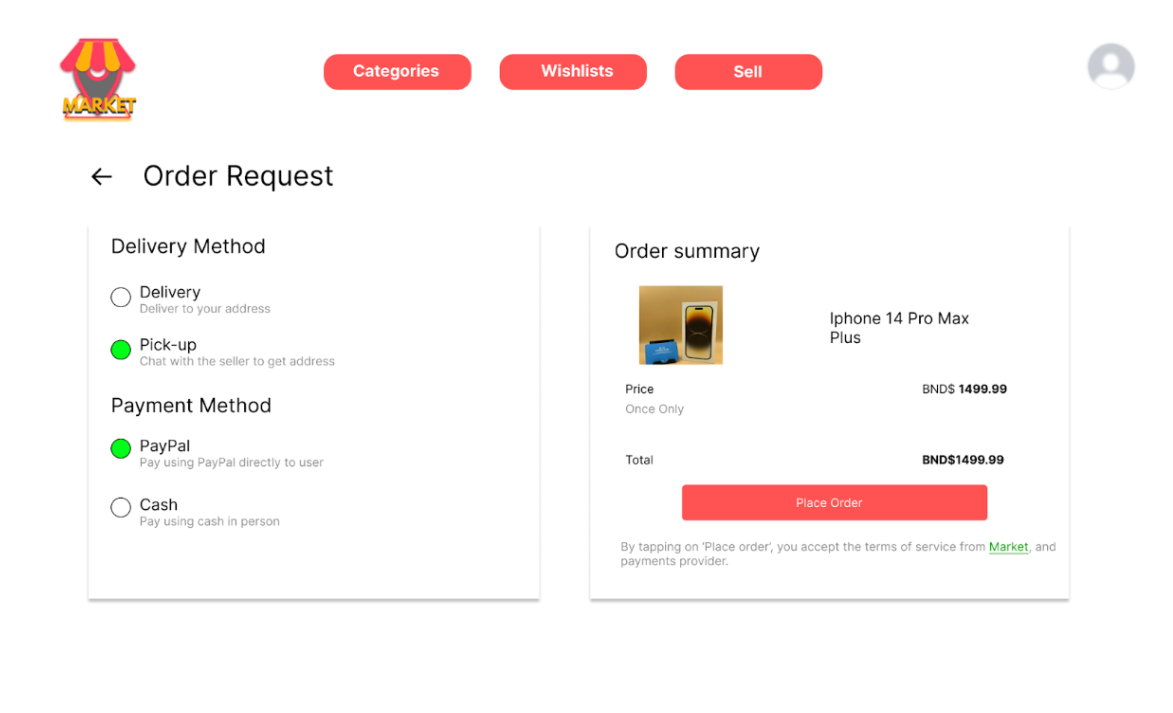 MARKET
Categories
Wishlists
Sell
Order Request
Delivery Method
Delivery
Deliver to your address
Pick-up
Chat with the seller to get address
Payment Method
PayPal
Pay using PayPal directly to user
Cash
Pay using cash in person
Order summary
Iphone 14 Pro Max
Plus
Price
BND$ 1499.99
Once Only
Total
BND$1499.99
Place Order
By tapping on ‘Place order’, you accept the terms of service from Market, and
payments provider.